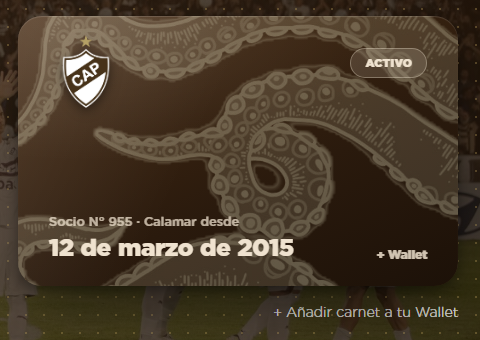 CAP
ACTIVO
Socio N° 955 · Calamar desde
12 de marzo de 2015
+ Wallet
+ Añadir carnet a tu Wallet